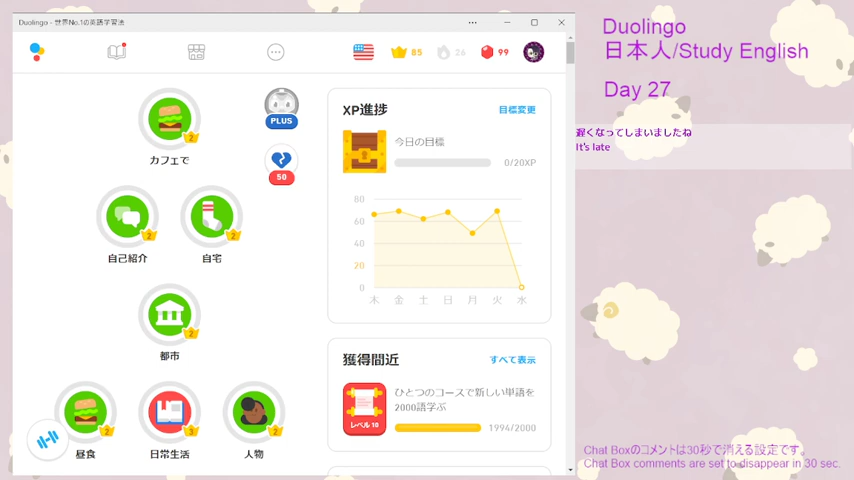 Duolingo - 世界No.1の英語学習法
85
26
99
PLUS
50
2
カフェで
2
自己紹介
2
自宅
2
都市
2
昼食
3
日常生活
2
人物
XP進捗
目標変更
今日の目標
0/20XP
80
60
40
20
0
木 金 土 日 月 火 水
獲得間近
すべて表示
レベル 10
ひとつのコースで新しい単語を
2000語学ぶ
1994/2000
Duolingo
日本人/Study English
Day 27
遅くなってしまいましたね
It's late
Chat Boxのコメントは30秒で消える設定です
Chat Box comments are set to disappear in 30 sec.